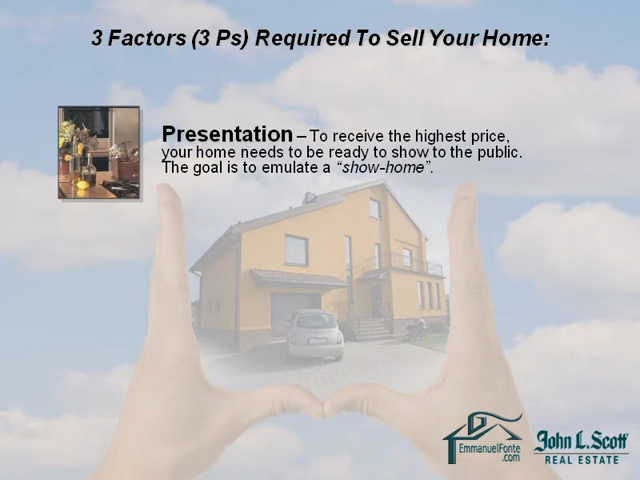 3 Factors (3 Ps) Required To Sell Your Home:
Presentation – To receive the highest price,
your home needs to be ready to show to the public.
The goal is to emulate a “show-home”.
EmmanuelFonte
.com
John L. Scott
REAL ESTATE